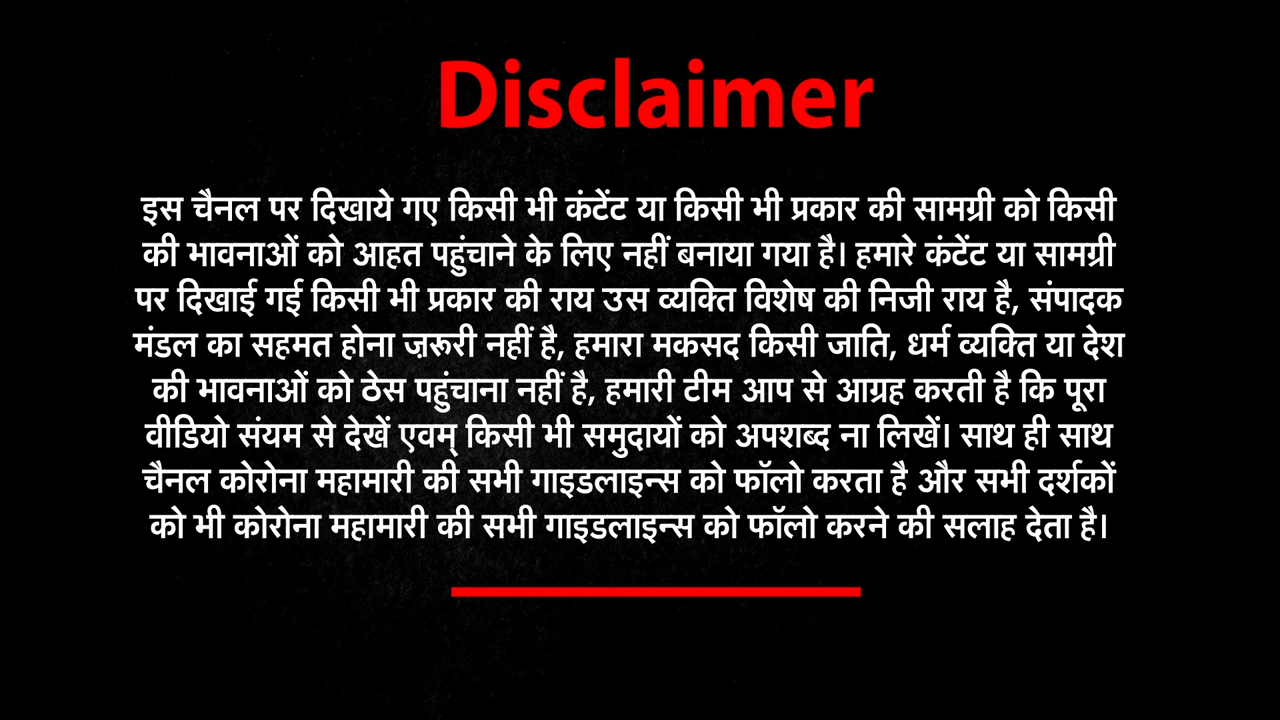 Disclaimer
इस चैनल पर दिखाये गए किसी भी कंटेंट या किसी भी प्रकार की सामग्री को किसी
की भावनाओं को आहत पहुंचाने के लिए नहीं बनाया गया है। हमारे कंटेंट या सामग्री
पर दिखाई गई किसी भी प्रकार की राय उस व्यक्ति विशेष की निजी राय है, संपादक
मंडल का सहमत होना ज़रूरी नहीं है, हमारा मकसद किसी जाति, धर्म व्यक्ति या देश
की भावनाओं को ठेस पहुंचाना नहीं है, हमारी टीम आप से आग्रह करती है कि पूरा
वीडियो संयम से देखें एवम् किसी भी समुदायों को अपशब्द ना लिखें। साथ ही साथ
चैनल कोरोना महामारी की सभी गाइडलाइन्स को फॉलो करता है और सभी दर्शकों
को भी कोरोना महामारी की सभी गाइडलाइन्स को फॉलो करने की सलाह देता है।